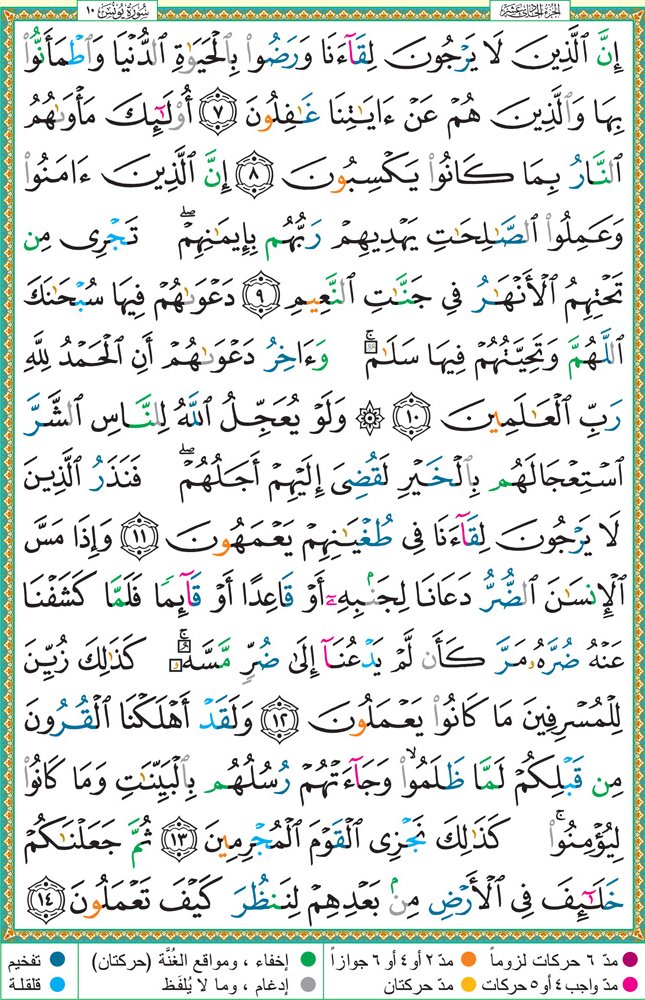 سُورَةُ يُونُسَ ١٠
الجزء الحادي عشر
إِنَّ ٱلَّذِينَ لَا يَرْجُونَ لِقَآءَنَا وَرَضُوا۟ بِٱلْحَيَوٰةِ ٱلدُّنْيَا وَٱطْمَأَنُّوا۟
بِهَا وَٱلَّذِينَ هُمْ عَنْ ءَايَٰتِنَا غَٰفِلُونَ ٧ أُو۟لَٰٓئِكَ مَأْوَىٰهُمُ
ٱلنَّارُ بِمَا كَانُوا۟ يَكْسِبُونَ ٨ إِنَّ ٱلَّذِينَ ءَامَنُوا۟
وَعَمِلُوا۟ ٱلصَّٰلِحَٰتِ يَهْدِيهِمْ رَبُّهُم بِإِيمَٰنِهِمْ ۖ تَجْرِى مِن
تَحْتِهِمُ ٱلْأَنْهَٰرُ فِى جَنَّٰتِ ٱلنَّعِيمِ ٩ دَعْوَىٰهُمْ فِيهَا سُبْحَٰنَكَ
ٱللَّهُمَّ وَتَحِيَّتُهُمْ فِيهَا سَلَٰمٌ ۚ وَءَاخِرُ دَعْوَىٰهُمْ أَنِ ٱلْحَمْدُ لِلَّهِ
رَبِّ ٱلْعَٰلَمِينَ ١٠ ۞ وَلَوْ يُعَجِّلُ ٱللَّهُ لِلنَّاسِ ٱلشَّرَّ
ٱسْتِعْجَالَهُم بِٱلْخَيْرِ لَقُضِىَ إِلَيْهِمْ أَجَلُهُمْ ۖ فَنَذَرُ ٱلَّذِينَ
لَا يَرْجُونَ لِقَآءَنَا فِى طُغْيَٰنِهِمْ يَعْمَهُونَ ١١ وَإِذَا مَسَّ
ٱلْإِنسَٰنَ ٱلضُّرُّ دَعَانَا لِجَنۢبِهِۦٓ أَوْ قَاعِدًا أَوْ قَآئِمًا فَلَمَّا كَشَفْنَا
عَنْهُ ضُرَّهُۥ مَرَّ كَأَن لَّمْ يَدْعُنَآ إِلَىٰ ضُرٍّ مَّسَّهُۥ ۚ كَذَٰلِكَ زُيِّنَ
لِلْمُسْرِفِينَ مَا كَانُوا۟ يَعْمَلُونَ ١٢ وَلَقَدْ أَهْلَكْنَا ٱلْقُرُونَ
مِن قَبْلِكُمْ لَمَّا ظَلَمُوا۟ ۙ وَجَآءَتْهُمْ رُسُلُهُم بِٱلْبَيِّنَٰتِ وَمَا كَانُوا۟
لِيُؤْمِنُوا۟ ۚ كَذَٰلِكَ نَجْزِى ٱلْقَوْمَ ٱلْمُجْرِمِينَ ١٣ ثُمَّ جَعَلْنَٰكُمْ
خَلَٰٓئِفَ فِى ٱلْأَرْضِ مِنۢ بَعْدِهِمْ لِنَنظُرَ كَيْفَ تَعْمَلُونَ ١٤
مدّ ٦ حركات لزوماً مدّ ٢ أو ٤ أو ٦ جوازاً إخفاء ، ومواقع الغُنَّة (حركتان) تفخيم
مدّ واجب ٤ أو ٥ حركات مدّ حركتان إدغام ، وما لا يُلفَظ قلقلة